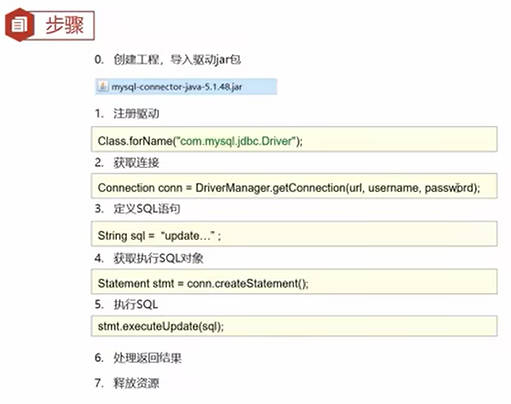 步骤
0. 创建工程，导入驱动jar包
mysql-connector-java-5.1.48.jar
1. 注册驱动
Class.forName("com.mysql.jdbc.Driver");
2. 获取连接
Connection conn = DriverManager.getConnection(url, username, password);
3. 定义SQL语句
String sql = “update…” ;
4. 获取执行SQL对象
Statement stmt = conn.createStatement();
5. 执行SQL
stmt.executeUpdate(sql);
6. 处理返回结果
7. 释放资源